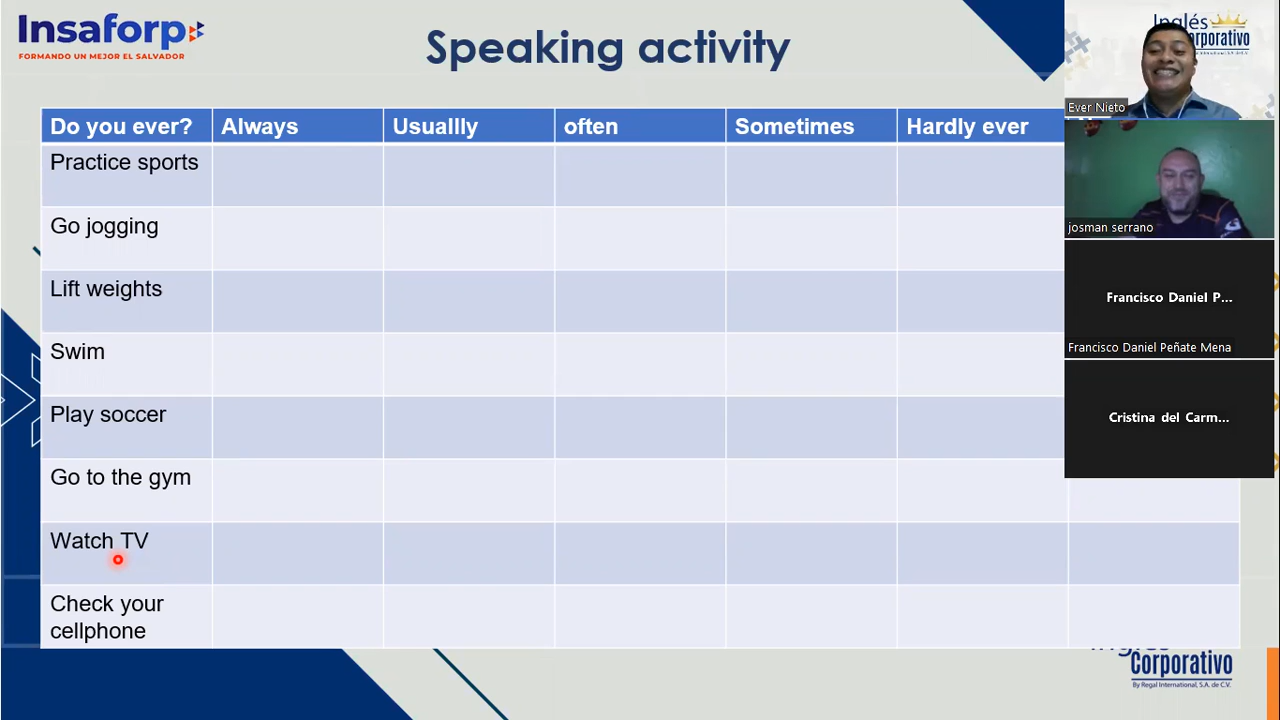 Insaforp
FORMANDO UN MEJOR EL SALVADOR
Speaking activity
Inglés
Corporativo
Ever Nieto
Do you ever? Always Usuallly often Sometimes Hardly ever
Practice sports
josman serrano
Go jogging
Lift weights
Francisco Daniel P...
Francisco Daniel Peñate Mena
Swim
Play soccer
Cristina del Carm...
Go to the gym
Watch TV
Check your
cellphone
Corporativo
By Regal International, S.A. de C.V.